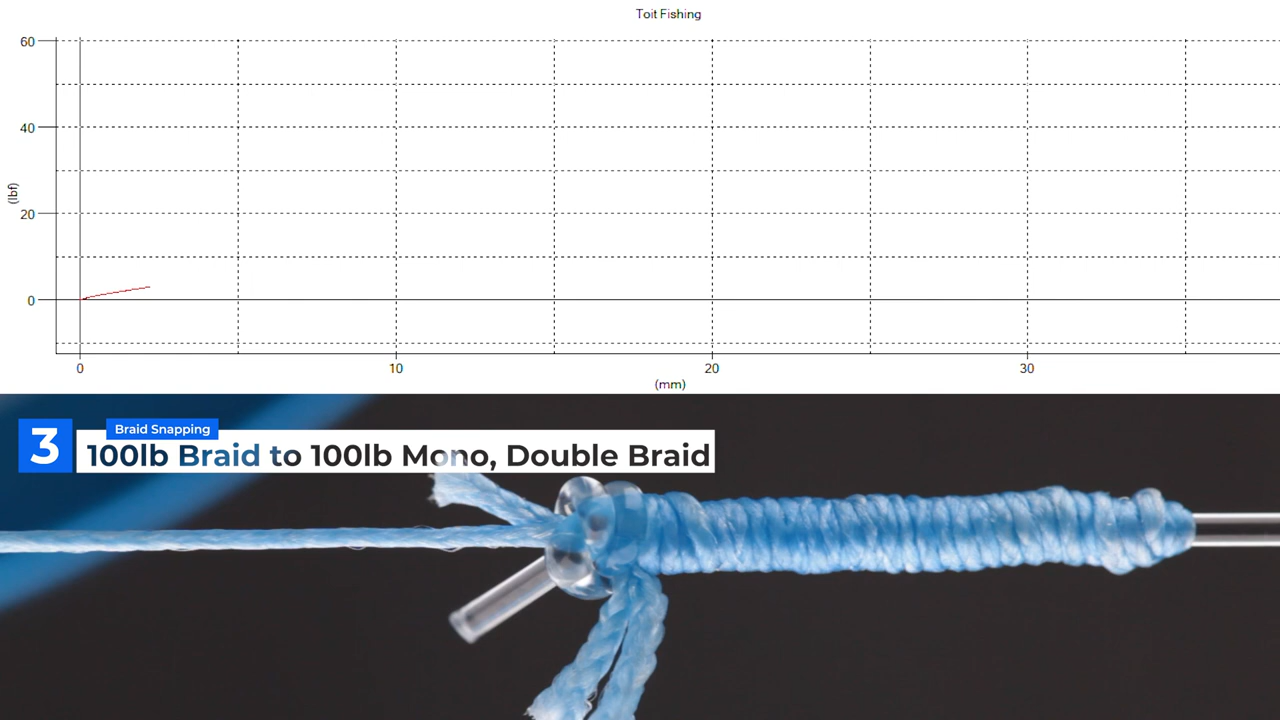 Toit Fishing
60
40
20
0
(lbf)
0 10 20 30
(mm)
3
Braid Snapping
100lb Braid to 100lb Mono, Double Braid